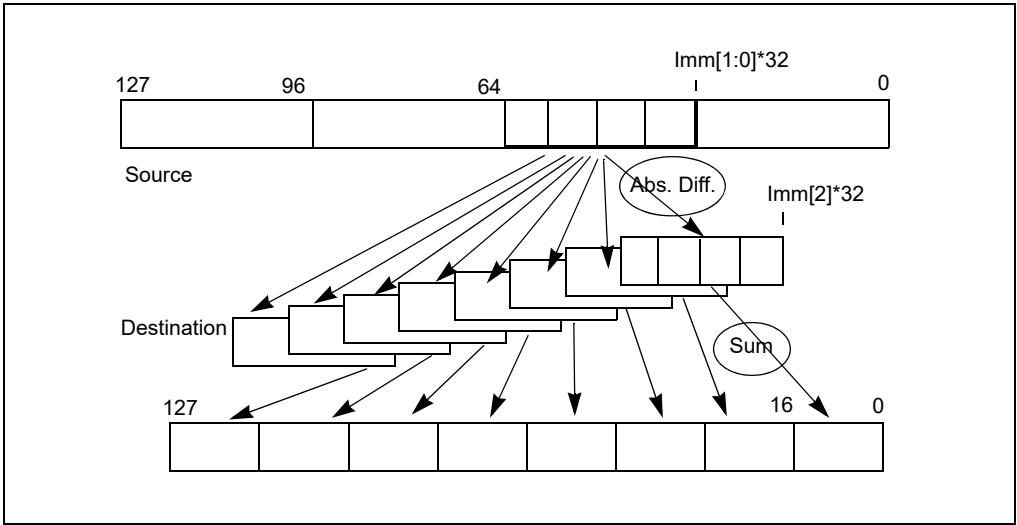 Imm[1:0]*32
127 96 64 0
Source
Abs. Diff.
Imm[2]*32
Destination
Sum
127 16 0